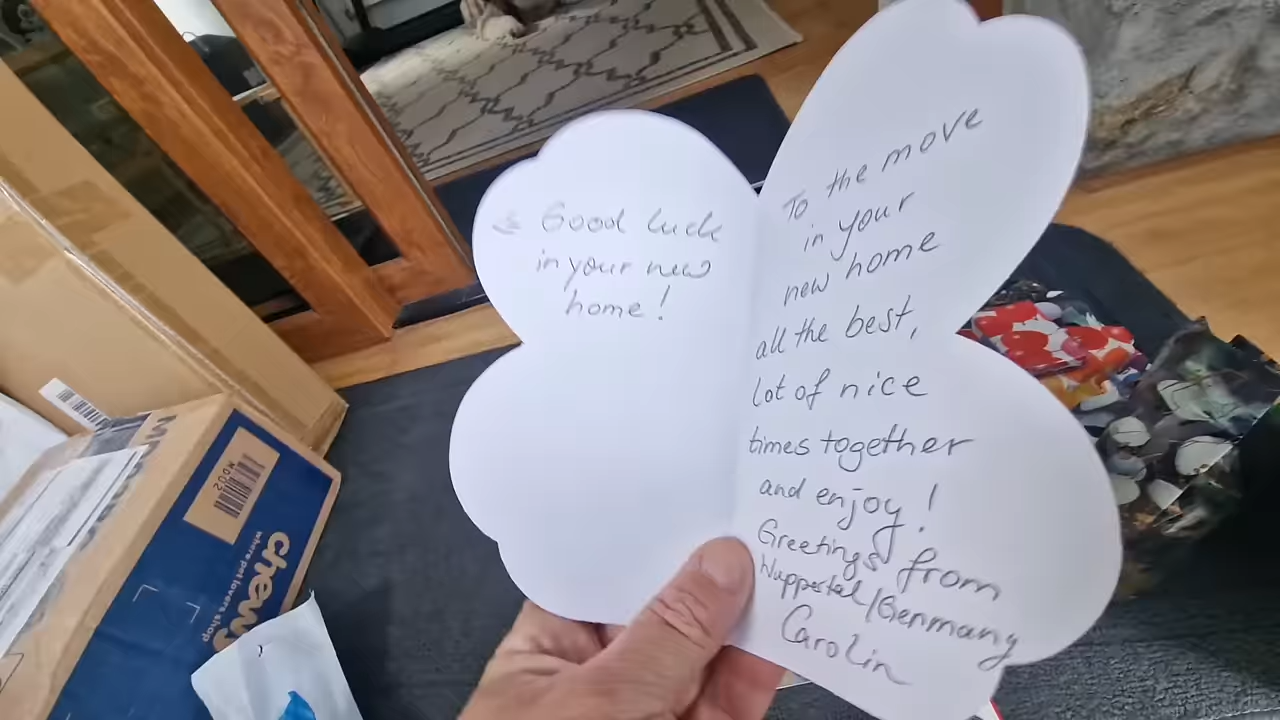 Good luck
in your new
home!
To the move
in your
new home
all the best,
lot of nice
times together
and enjoy!
Greetings from
Wuppertal/Germany
Carolin
chewy
where pet lovers shop
MDO2